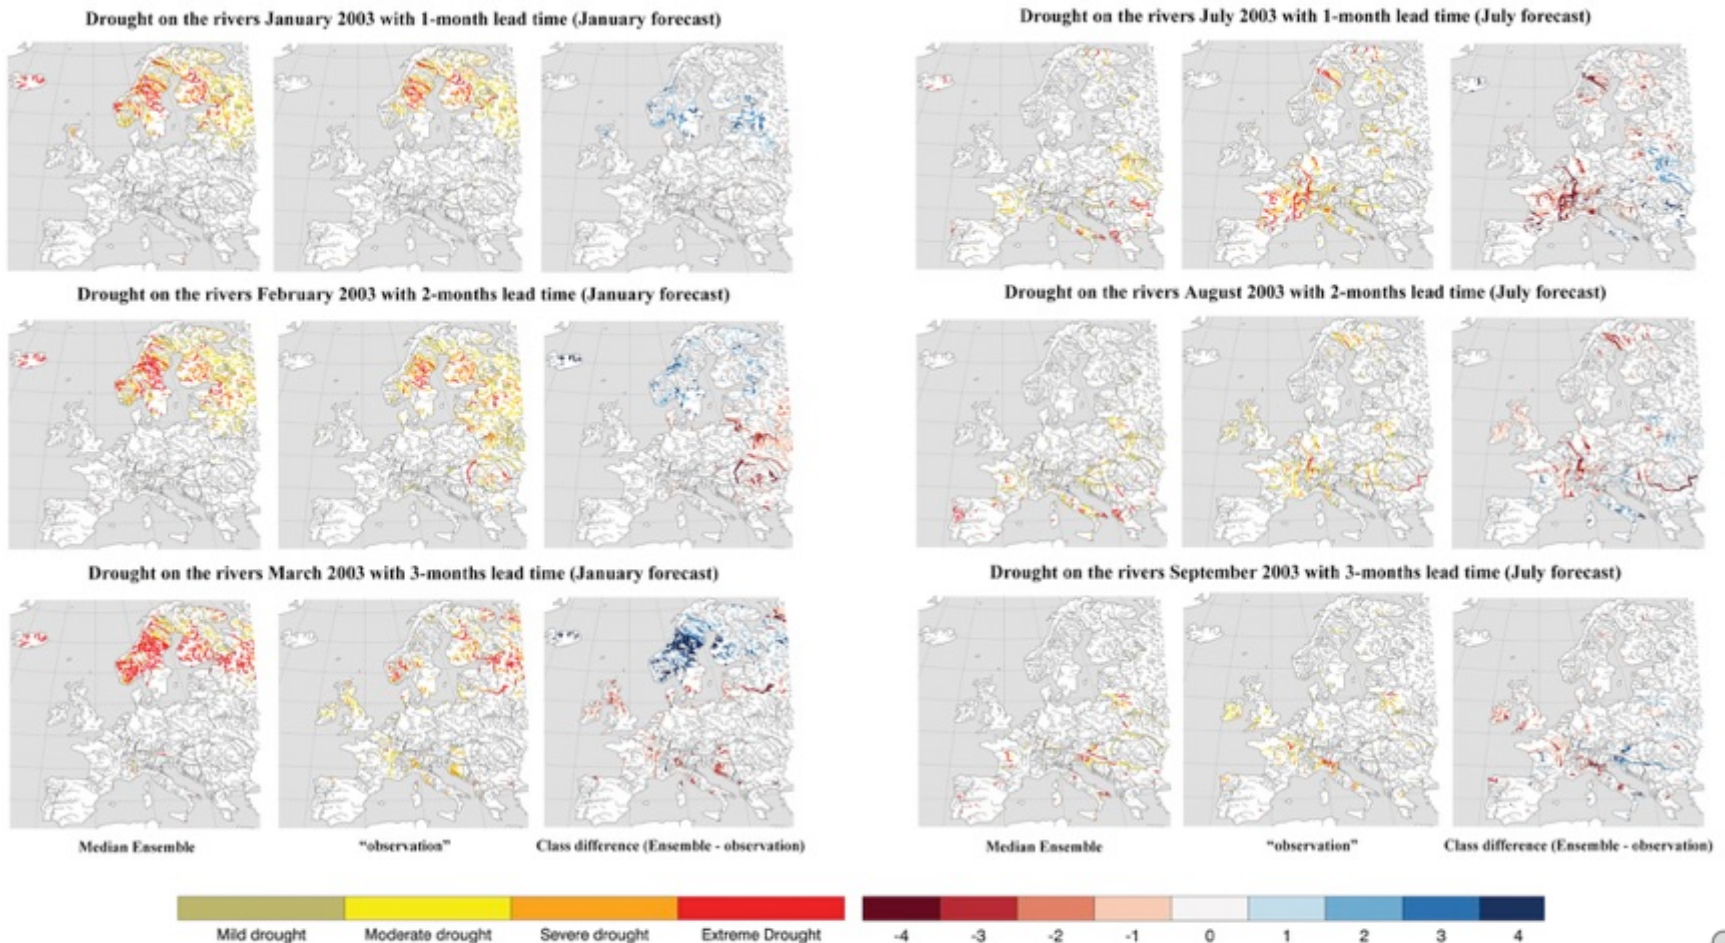 Drought on the rivers January 2003 with 1-month lead time (January forecast)
Drought on the rivers February 2003 with 2-months lead time (January forecast)
Drought on the rivers March 2003 with 3-months lead time (January forecast)
Median Ensemble
“observation”
Class difference (Ensemble - observation)
Drought on the rivers July 2003 with 1-month lead time (July forecast)
Drought on the rivers August 2003 with 2-months lead time (July forecast)
Drought on the rivers September 2003 with 3-months lead time (July forecast)
Median Ensemble
“observation”
Class difference (Ensemble - observation)
Mild drought Moderate drought Severe drought Extreme Drought
-4 -3 -2 -1 0 1 2 3 4